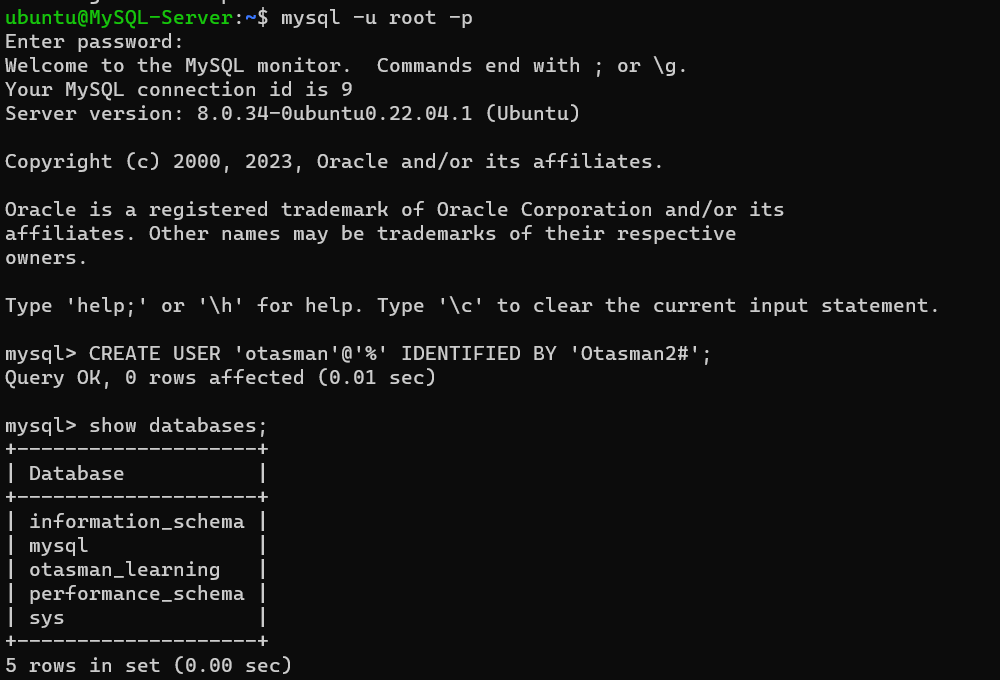 ubuntu@MySQL-Server:~$ mysql -u root -p
Enter password:
Welcome to the MySQL monitor.  Commands end with ; or \g.
Your MySQL connection id is 9
Server version: 8.0.34-0ubuntu0.22.04.1 (Ubuntu)

Copyright (c) 2000, 2023, Oracle and/or its affiliates.

Oracle is a registered trademark of Oracle Corporation and/or its
affiliates. Other names may be trademarks of their respective
owners.

Type 'help;' or '\h' for help. Type '\c' to clear the current input statement.

mysql> CREATE USER 'otasman'@'%' IDENTIFIED BY 'Otasman2#';
Query OK, 0 rows affected (0.01 sec)

mysql> show databases;
+--------------------+
| Database           |
+--------------------+
| information_schema |
| mysql              |
| otasman_learning   |
| performance_schema |
| sys                |
+--------------------+
5 rows in set (0.00 sec)